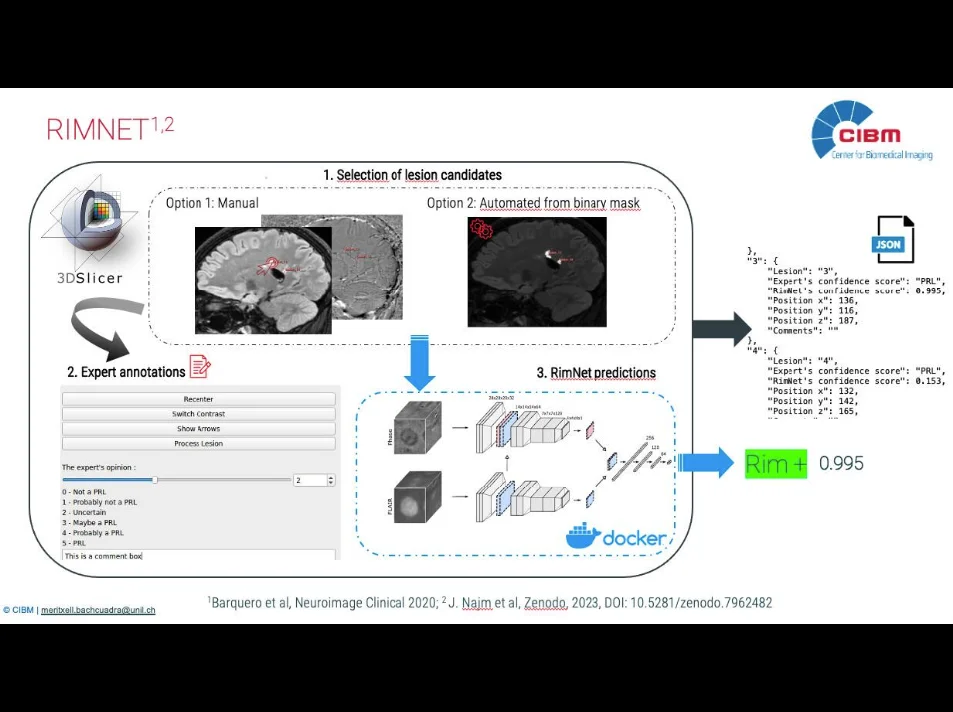 RIMNET1,2
CIBM
Center for Biomedical Imaging
1. Selection of lesion candidates
Option 1: Manual
Option 2: Automated from binary mask
3DSlicer
2. Expert annotations
Recenter
Switch Contrast
Show Arrows
Process Lesion
The expert's opinion :
2
0 - Not a PRL
1 - Probably not a PRL
2 - Uncertain
3 - Maybe a PRL
4 - Probably a PRL
5 - PRL
This is a comment box
3. RimNet predictions
Phase
FLAIR
256
128
64
docker
JSON
},
"3": {
"Lesion": "3",
"Expert's confidence score": "PRL",
"RimNet's confidence score": 0.995,
"Position x": 136,
"Position y": 116,
"Position z": 187,
"Comments": ""
},
"4": {
"Lesion": "4",
"Expert's confidence score": "PRL",
"RimNet's confidence score": 0.153,
"Position x": 132,
"Position y": 142,
"Position z": 165,
Rim + 0.995
1Barquero et al, Neuroimage Clinical 2020; 2 J. Najm et al, Zenodo, 2023, DOI: 10.5281/zenodo.7962482
© CIBM | meritxell.bachcuadra@unil.ch